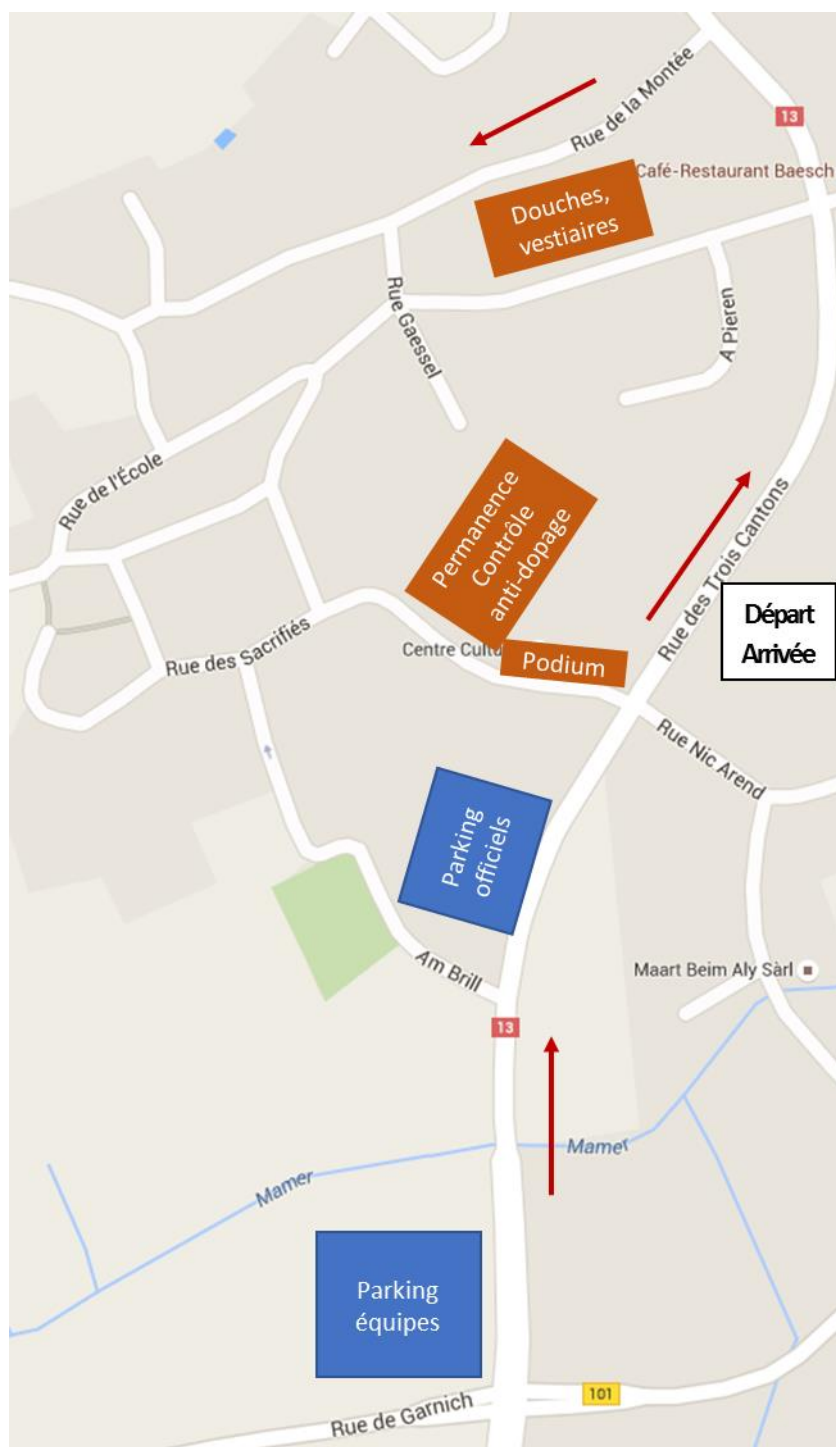 Rue de la Montée
13
Café-Restaurant Baesch
Douches,
vestiaires
Rue Gaessel
A Pieren
Rue de l'École
Permanence
Contrôle
anti-dopage
Rue des Trois Cantons
Départ
Arrivée
Rue des Sacrifiés
Centre Cultu
Podium
Rue Nic Arend
Parking
officiels
Am Brill
Maart Beim Aly Sàrl
13
Mamer
Mamer
Parking
équipes
101
Rue de Garnich